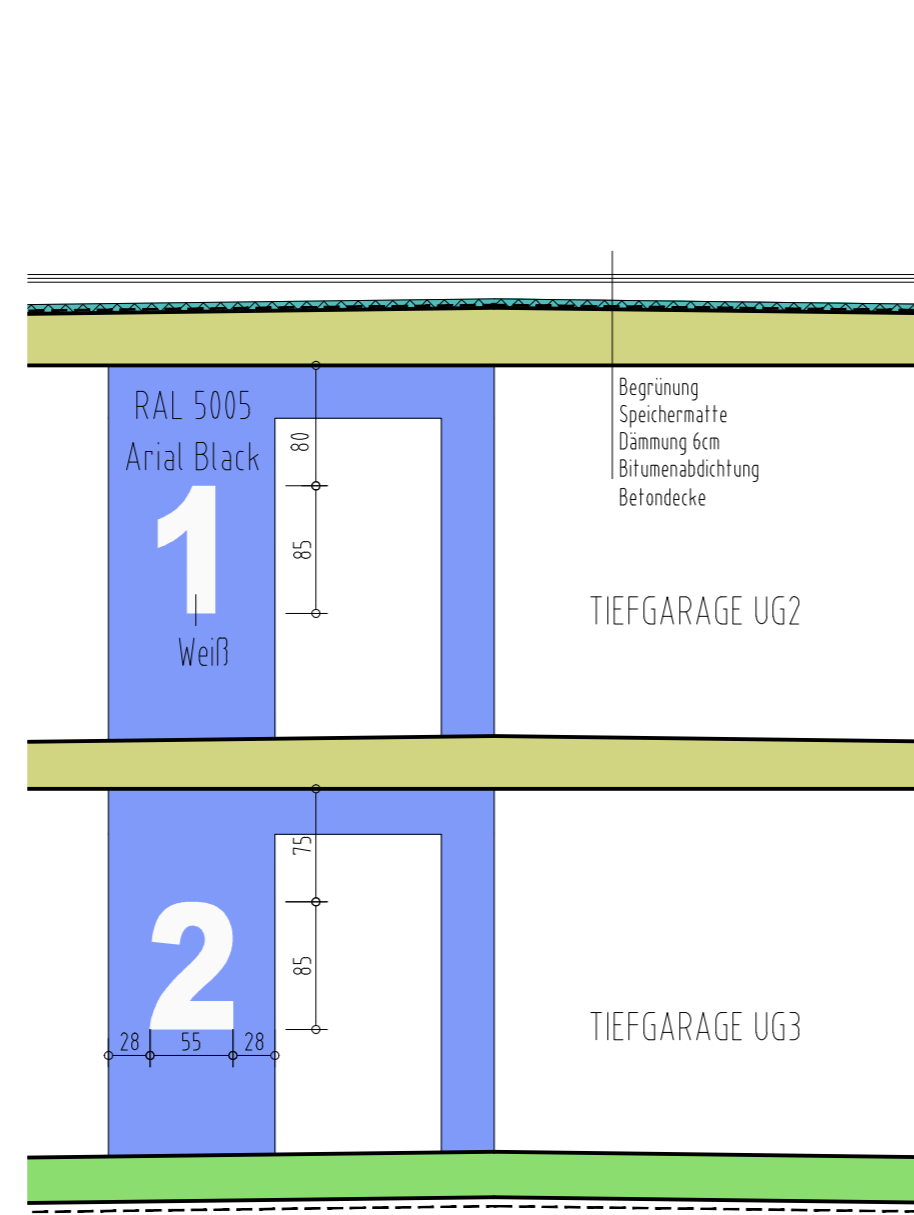 RAL 5005
Arial Black
1
Weiß
80
85
Begrünung
Speichermatte
Dämmung 6cm
Bitumenabdichtung
Betondecke
TIEFGARAGE UG2
75
2
85
28 55 28
TIEFGARAGE UG3